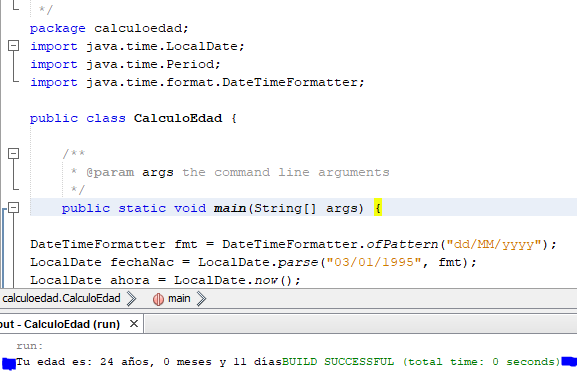 */
package calculoedad;
import java.time.LocalDate;
import java.time.Period;
import java.time.format.DateTimeFormatter;
public class CalculoEdad {
/**
* @param args the command line arguments
*/
public static void main(String[] args) {
DateTimeFormatter fmt = DateTimeFormatter.ofPattern("dd/MM/yyyy");
LocalDate fechaNac = LocalDate.parse("03/01/1995", fmt);
LocalDate ahora = LocalDate.now();
calculoedad.CalculoEdad main
out - CalculoEdad (run) ×
run:
Tu edad es: 24 años, 0 meses y 11 díasBUILD SUCCESSFUL (total time: 0 seconds)